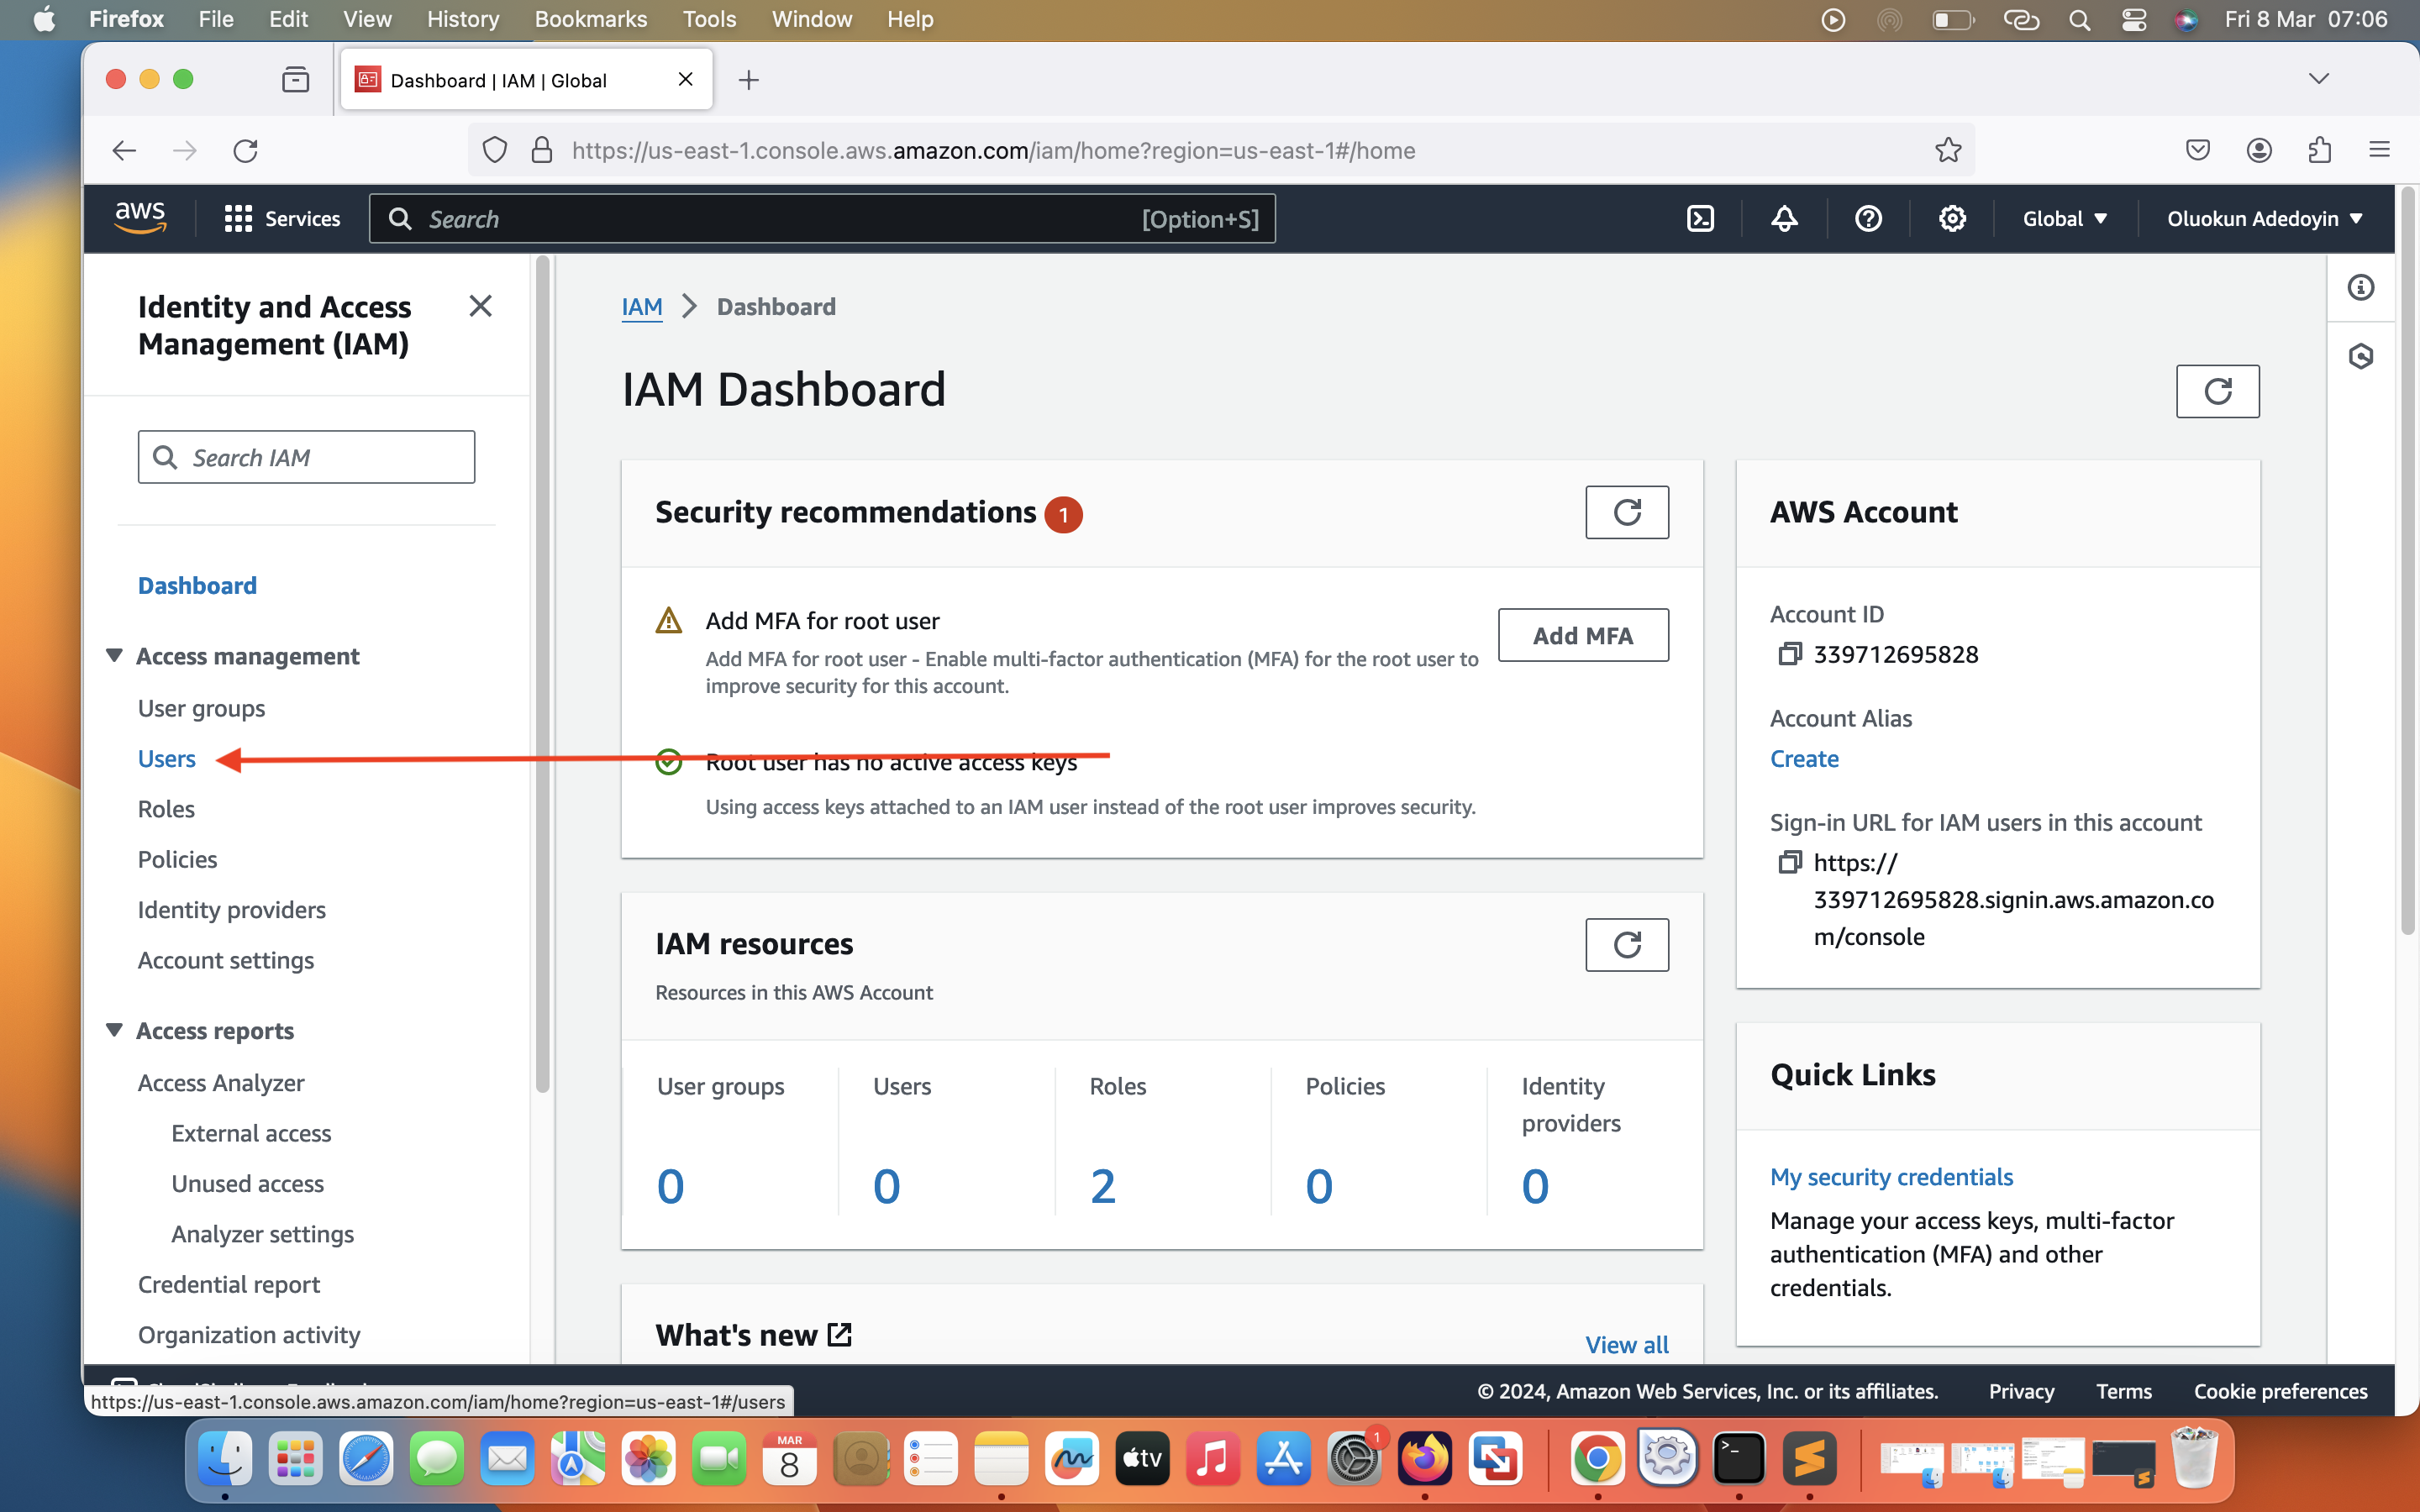 Firefox File Edit View History Bookmarks Tools Window Help Fri 8 Mar 07:06
Dashboard | IAM | Global
https://us-east-1.console.aws.amazon.com/iam/home?region=us-east-1#/home
aws Services Search [Option+S] Global Oluokun Adedoyin
Identity and Access
Management (IAM)
Search IAM
Dashboard
Access management
User groups
Users
Roles
Policies
Identity providers
Account settings
Access reports
Access Analyzer
External access
Unused access
Analyzer settings
Credential report
Organization activity
IAM Dashboard
IAM Dashboard
Security recommendations 1
Add MFA for root user
Add MFA for root user - Enable multi-factor authentication (MFA) for the root user to
improve security for this account.
Add MFA
Root user has no active access keys
Using access keys attached to an IAM user instead of the root user improves security.
IAM resources
Resources in this AWS Account
User groups Users Roles Policies Identity
providers
0 0 2 0 0
What's new
View all
AWS Account
Account ID
339712695828
Account Alias
Create
Sign-in URL for IAM users in this account
https://
339712695828.signin.aws.amazon.co
m/console
Quick Links
My security credentials
Manage your access keys, multi-factor
authentication (MFA) and other
credentials.
© 2024, Amazon Web Services, Inc. or its affiliates. Privacy Terms Cookie preferences
https://us-east-1.console.aws.amazon.com/iam/home?region=us-east-1#/users
MAR
8
tv
1